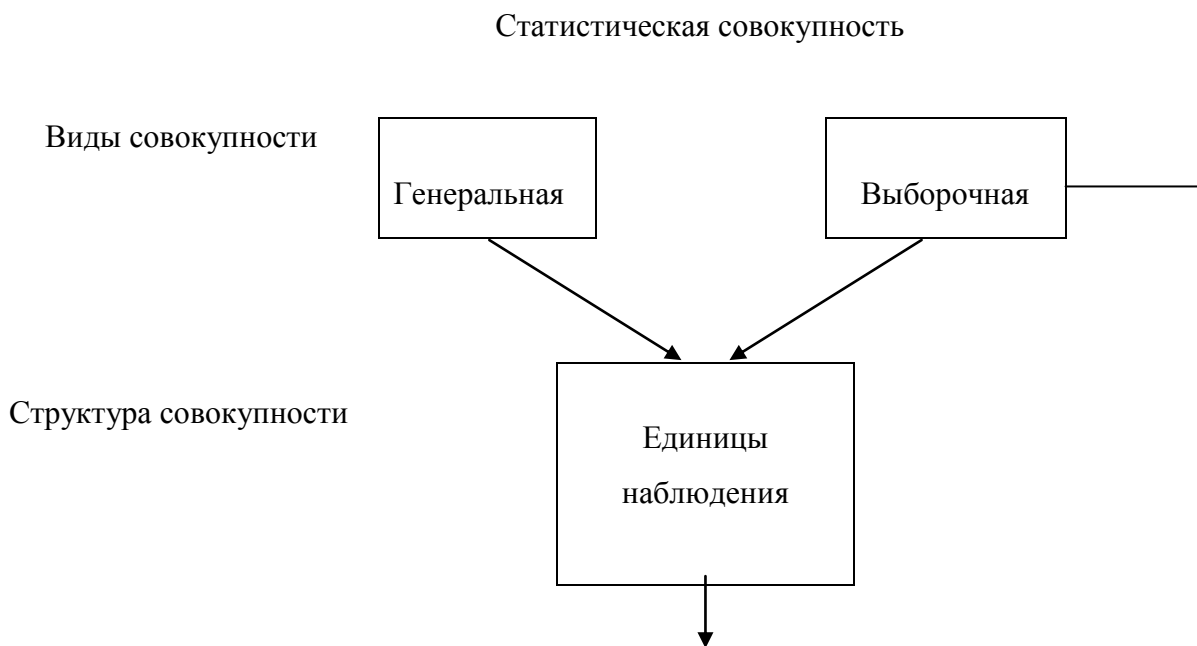 Статистическая совокупность
Виды совокупности
Генеральная
Выборочная
Структура совокупности
Единицы
наблюдения